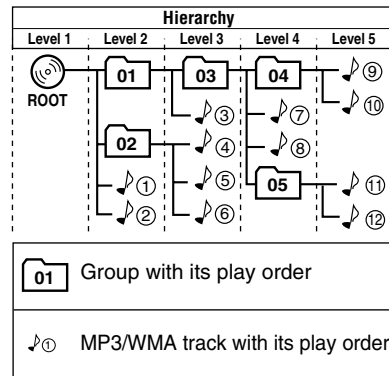 Hierarchy
Level 1 Level 2 Level 3 Level 4 Level 5
01 03 04 ⑨
ROOT ⑩
③ ⑦
02 ④ ⑧
① ⑤ 05 ⑪
② ⑥ ⑫
01 Group with its play order
① MP3/WMA track with its play order